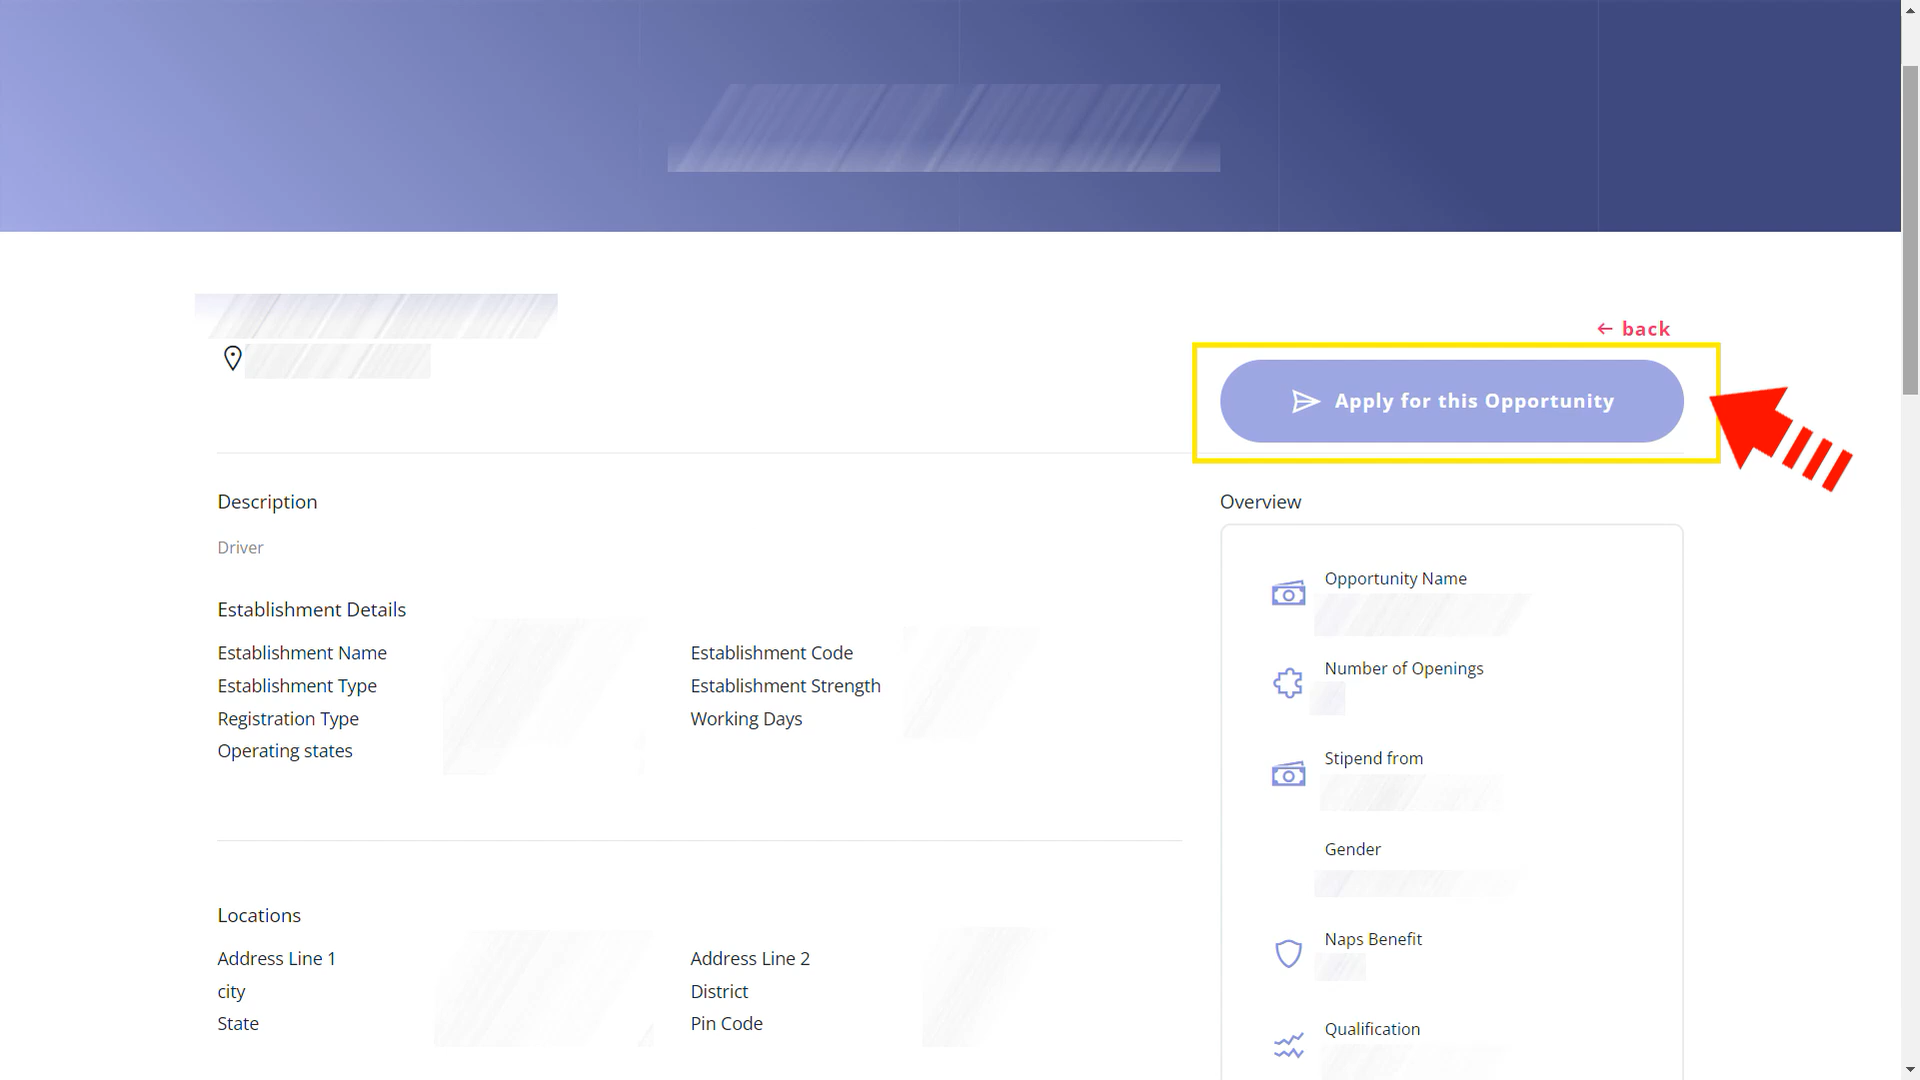 ← back
Apply for this Opportunity
Description
Driver
Establishment Details
Establishment Name
Establishment Code
Establishment Type
Establishment Strength
Registration Type
Working Days
Operating states
Locations
Address Line 1
Address Line 2
city
District
State
Pin Code
Overview
Opportunity Name
Number of Openings
Stipend from
Gender
Naps Benefit
Qualification